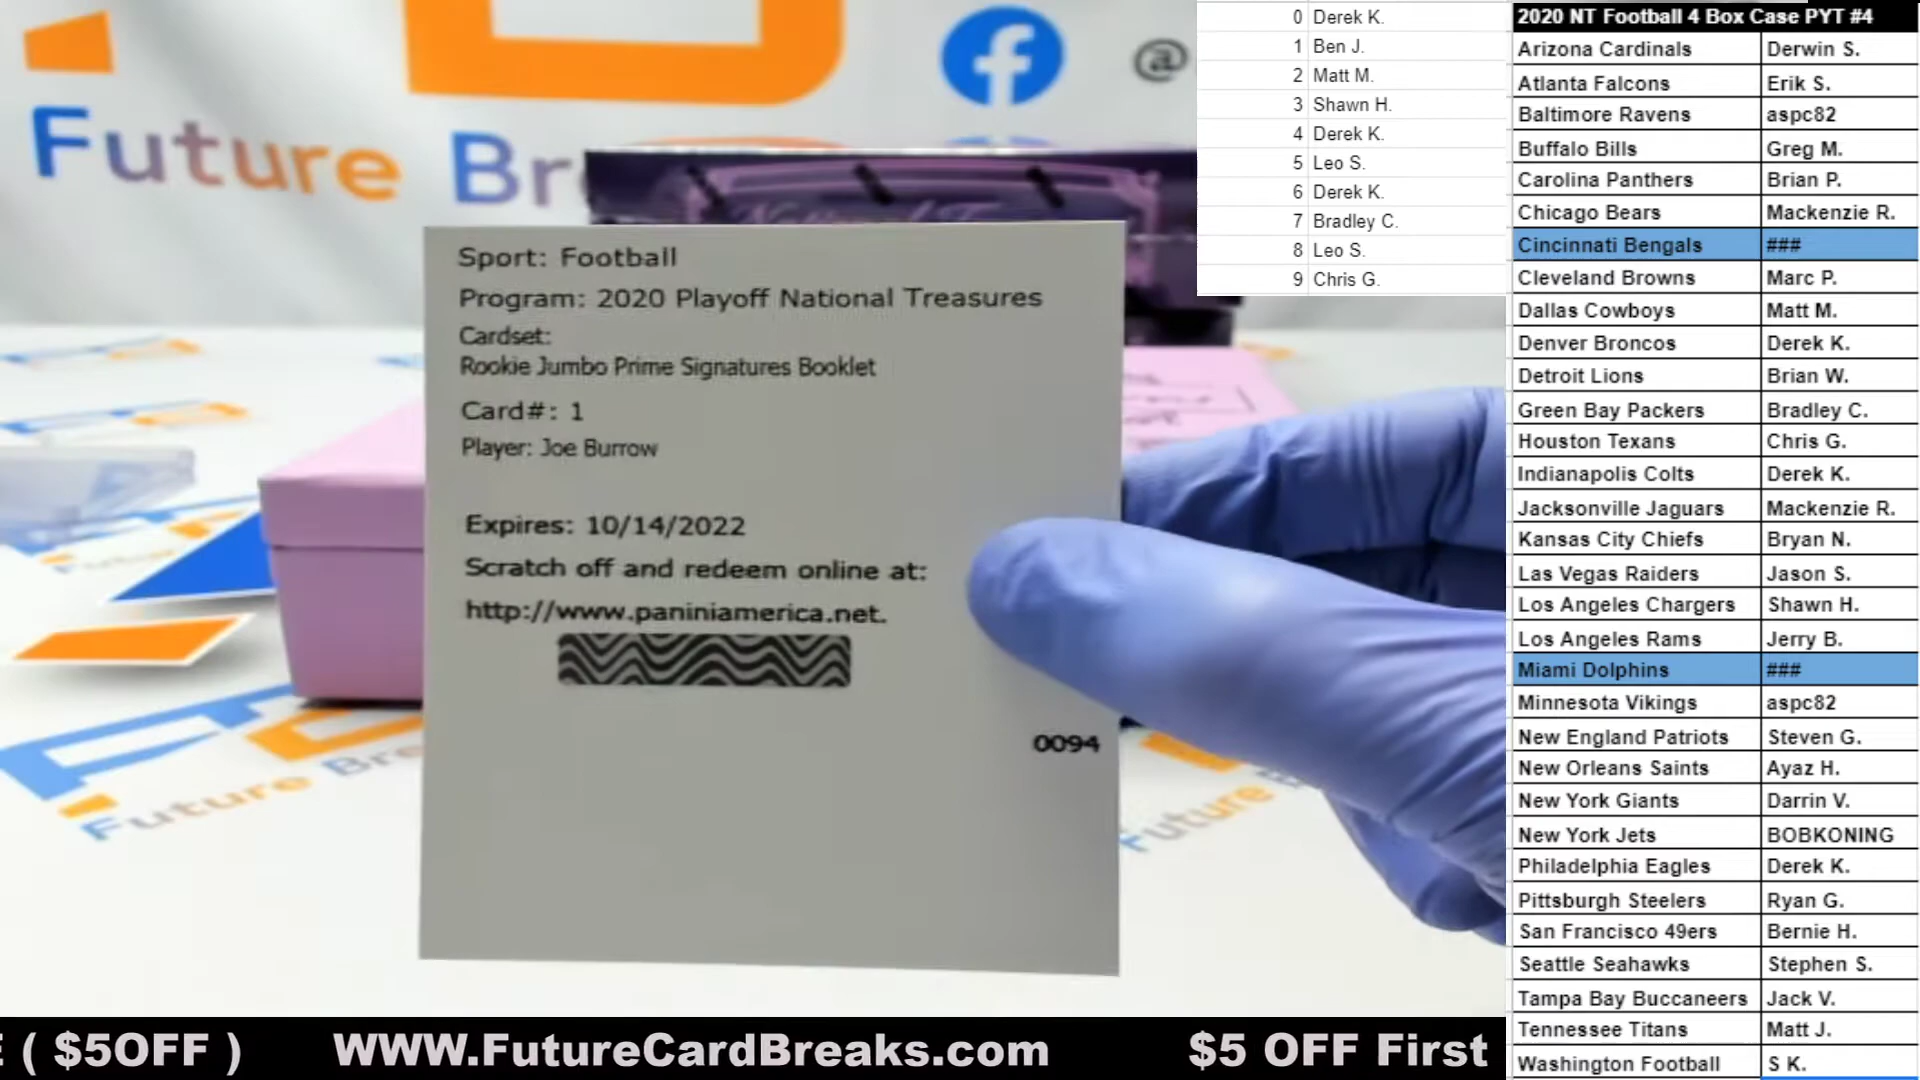 Future Bre
@
National T
Sport: Football
Program: 2020 Playoff National Treasures
Cardset:
Rookie Jumbo Prime Signatures Booklet
Card#: 1
Player: Joe Burrow
Expires: 10/14/2022
Scratch off and redeem online at:
http://www.paniniamerica.net.
0094
Future Bre
Future
0 Derek K.
1 Ben J.
2 Matt M.
3 Shawn H.
4 Derek K.
5 Leo S.
6 Derek K.
7 Bradley C.
8 Leo S.
9 Chris G.
2020 NT Football 4 Box Case PYT #4
Arizona Cardinals Derwin S.
Atlanta Falcons Erik S.
Baltimore Ravens aspc82
Buffalo Bills Greg M.
Carolina Panthers Brian P.
Chicago Bears Mackenzie R.
Cincinnati Bengals ###
Cleveland Browns Marc P.
Dallas Cowboys Matt M.
Denver Broncos Derek K.
Detroit Lions Brian W.
Green Bay Packers Bradley C.
Houston Texans Chris G.
Indianapolis Colts Derek K.
Jacksonville Jaguars Mackenzie R.
Kansas City Chiefs Bryan N.
Las Vegas Raiders Jason S.
Los Angeles Chargers Shawn H.
Los Angeles Rams Jerry B.
Miami Dolphins ###
Minnesota Vikings aspc82
New England Patriots Steven G.
New Orleans Saints Ayaz H.
New York Giants Darrin V.
New York Jets BOBKONING
Philadelphia Eagles Derek K.
Pittsburgh Steelers Ryan G.
San Francisco 49ers Bernie H.
Seattle Seahawks Stephen S.
Tampa Bay Buccaneers Jack V.
Tennessee Titans Matt J.
Washington Football S K.
E ( $5OFF ) WWW.FutureCardBreaks.com $5 OFF First